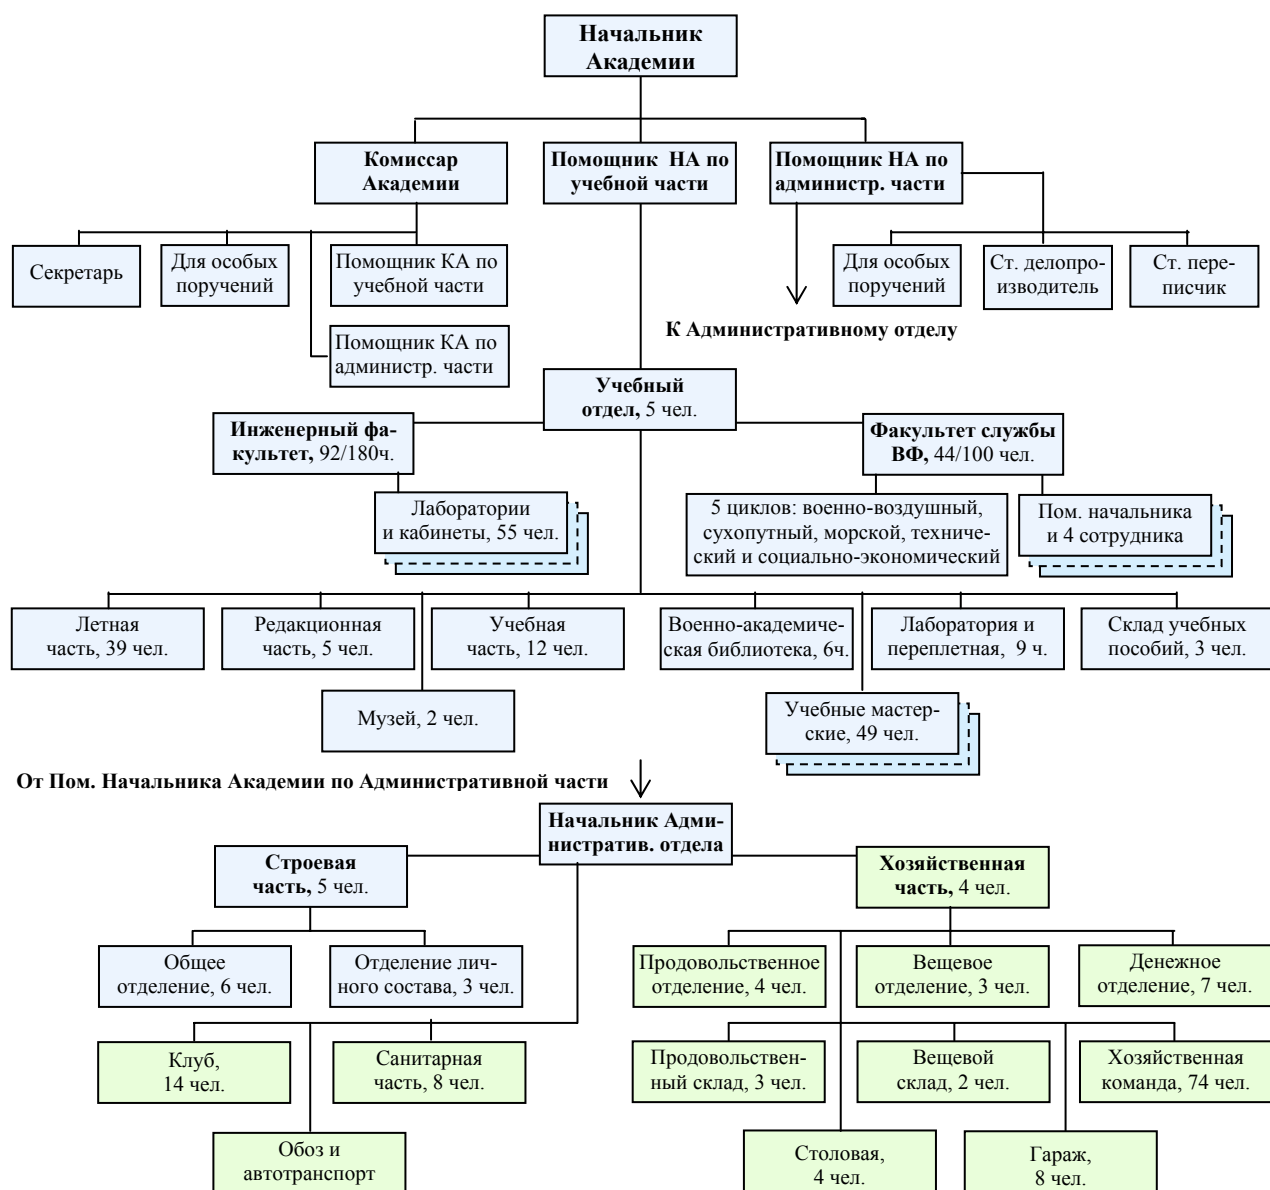 Начальник
Академии
Комиссар
Академии
Помощник НА по
учебной части
Помощник НА по
администр. части
Секретарь
Для особых
поручений
Помощник КА по
учебной части
Помощник КА по
администр. части
Для особых
поручений
Ст. делопро-
изводитель
Ст. пере-
писчик
К Административному отделу
Учебный
отдел, 5 чел.
Инженерный фа-
культет, 92/180ч.
Факультет службы
ВФ, 44/100 чел.
Лаборатории
и кабинеты, 55 чел.
5 циклов: военно-воздушный,
сухопутный, морской, техниче-
ский и социально-экономический
Пом. начальника
и 4 сотрудника
Летная
часть, 39 чел.
Редакционная
часть, 5 чел.
Учебная
часть, 12 чел.
Военно-академиче-
ская библиотека, 6ч.
Лаборатория и
переплетная, 9 ч.
Склад учебных
пособий, 3 чел.
Музей, 2 чел.
Учебные мастер-
ские, 49 чел.
От Пом. Начальника Академии по Административной части
Начальник Адми-
нистратив. отдела
Строевая
часть, 5 чел.
Хозяйственная
часть, 4 чел.
Общее
отделение, 6 чел.
Отделение лич-
ного состава, 3 чел.
Продовольственное
отделение, 4 чел.
Вещевое
отделение, 3 чел.
Денежное
отделение, 7 чел.
Клуб,
14 чел.
Санитарная
часть, 8 чел.
Продовольствен-
ный склад, 3 чел.
Вещевой
склад, 2 чел.
Хозяйственная
команда, 74 чел.
Обоз и
автотранспорт
Столовая,
4 чел.
Гараж,
8 чел.